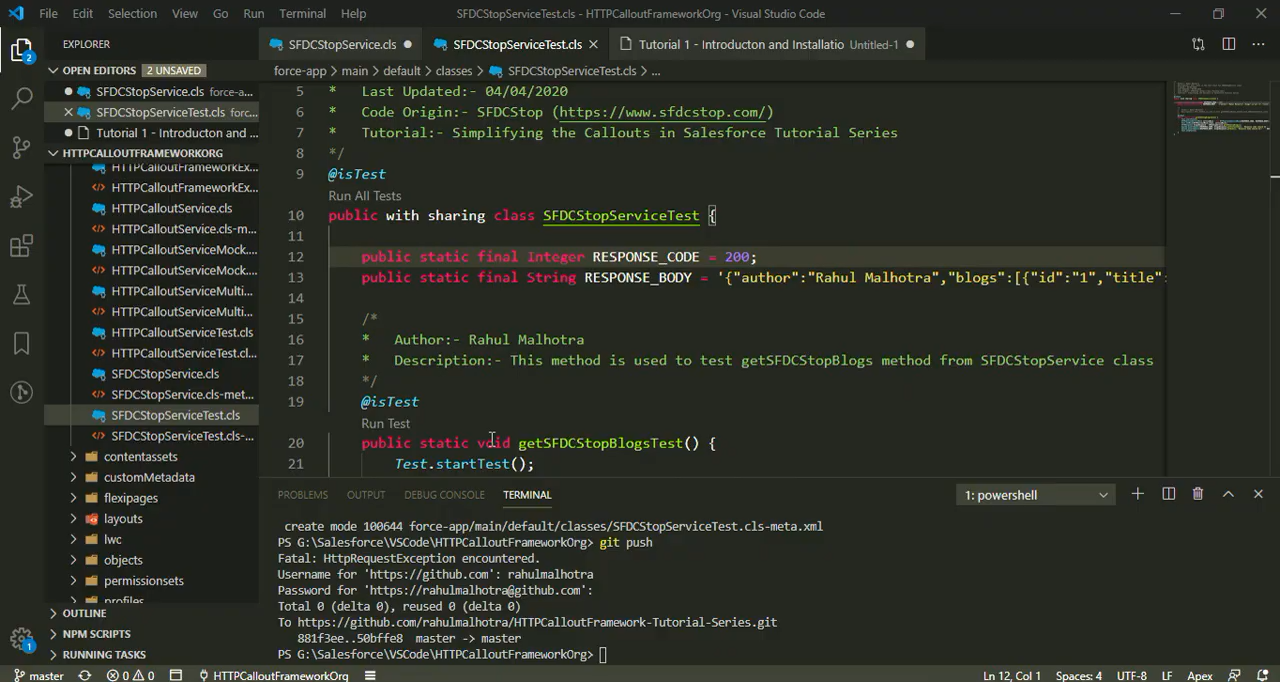 File Edit Selection View Go Run Terminal Help
SFDCStopServiceTest.cls - HTTPCalloutFrameworkOrg - Visual Studio Code
EXPLORER
SFDCStopService.cls
SFDCStopServiceTest.cls
Tutorial 1 - Introducton and Installatio Untitled-1
2
OPEN EDITORS 2 UNSAVED
SFDCStopService.cls force-a...
SFDCStopServiceTest.cls forc...
Tutorial 1 - Introducton and ...
HTTPCALLOUTFRAMEWORKORG
HTTPCalloutFrameworkEx...
HTTPCalloutFrameworkEx...
HTTPCalloutService.cls
HTTPCalloutService.cls-m...
HTTPCalloutServiceMock...
HTTPCalloutServiceMock...
HTTPCalloutServiceMulti...
HTTPCalloutServiceMulti...
HTTPCalloutServiceTest.cls
HTTPCalloutServiceTest.cl...
SFDCStopService.cls
SFDCStopService.cls-met...
SFDCStopServiceTest.cls
SFDCStopServiceTest.cls-...
contentassets
customMetadata
flexipages
layouts
lwc
objects
permissionsets
profiles
OUTLINE
NPM SCRIPTS
RUNNING TASKS
force-app > main > default > classes > SFDCStopServiceTest.cls > ...
5 * Last Updated:- 04/04/2020
6 * Code Origin:- SFDCStop (https://www.sfdcstop.com/)
7 * Tutorial:- Simplifying the Callouts in Salesforce Tutorial Series
8 */
9 @isTest
Run All Tests
10 public with sharing class SFDCStopServiceTest {
11
12 public static final Integer RESPONSE_CODE = 200;
13 public static final String RESPONSE_BODY = '{"author":"Rahul Malhotra","blogs":[{"id":"1","title":
14
15 /*
16 * Author:- Rahul Malhotra
17 * Description:- This method is used to test getSFDCStopBlogs method from SFDCStopService class
18 */
19 @isTest
Run Test
20 public static void getSFDCStopBlogsTest() {
21 Test.startTest();
PROBLEMS OUTPUT DEBUG CONSOLE TERMINAL
1: powershell
create mode 100644 force-app/main/default/classes/SFDCStopServiceTest.cls-meta.xml
PS G:\Salesforce\VSCode\HTTPCalloutFrameworkOrg> git push
Fatal: HttpRequestException encountered.
Username for 'https://github.com': rahulmalhotra
Password for 'https://rahulmalhotra@github.com':
Total 0 (delta 0), reused 0 (delta 0)
To https://github.com/rahulmalhotra/HTTPCalloutFramework-Tutorial-Series.git
881f3ee..50bffe8 master -> master
PS G:\Salesforce\VSCode\HTTPCalloutFrameworkOrg>
1
master 0 0 HTTPCalloutFrameworkOrg
Ln 12, Col 1 Spaces: 4 UTF-8 LF Apex